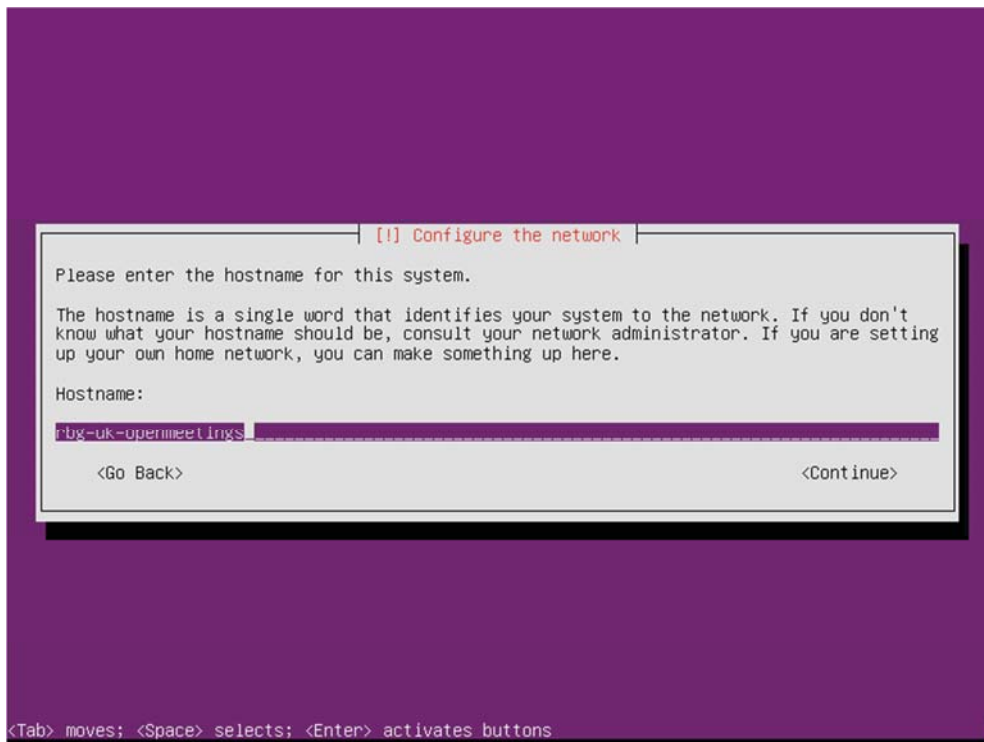 [!] Configure the network
Please enter the hostname for this system.
The hostname is a single word that identifies your system to the network. If you don't
know what your hostname should be, consult your network administrator. If you are setting
up your own home network, you can make something up here.
Hostname:
rbg-uk-openmeetings
<Go Back> <Continue>
<Tab> moves; <Space> selects; <Enter> activates buttons